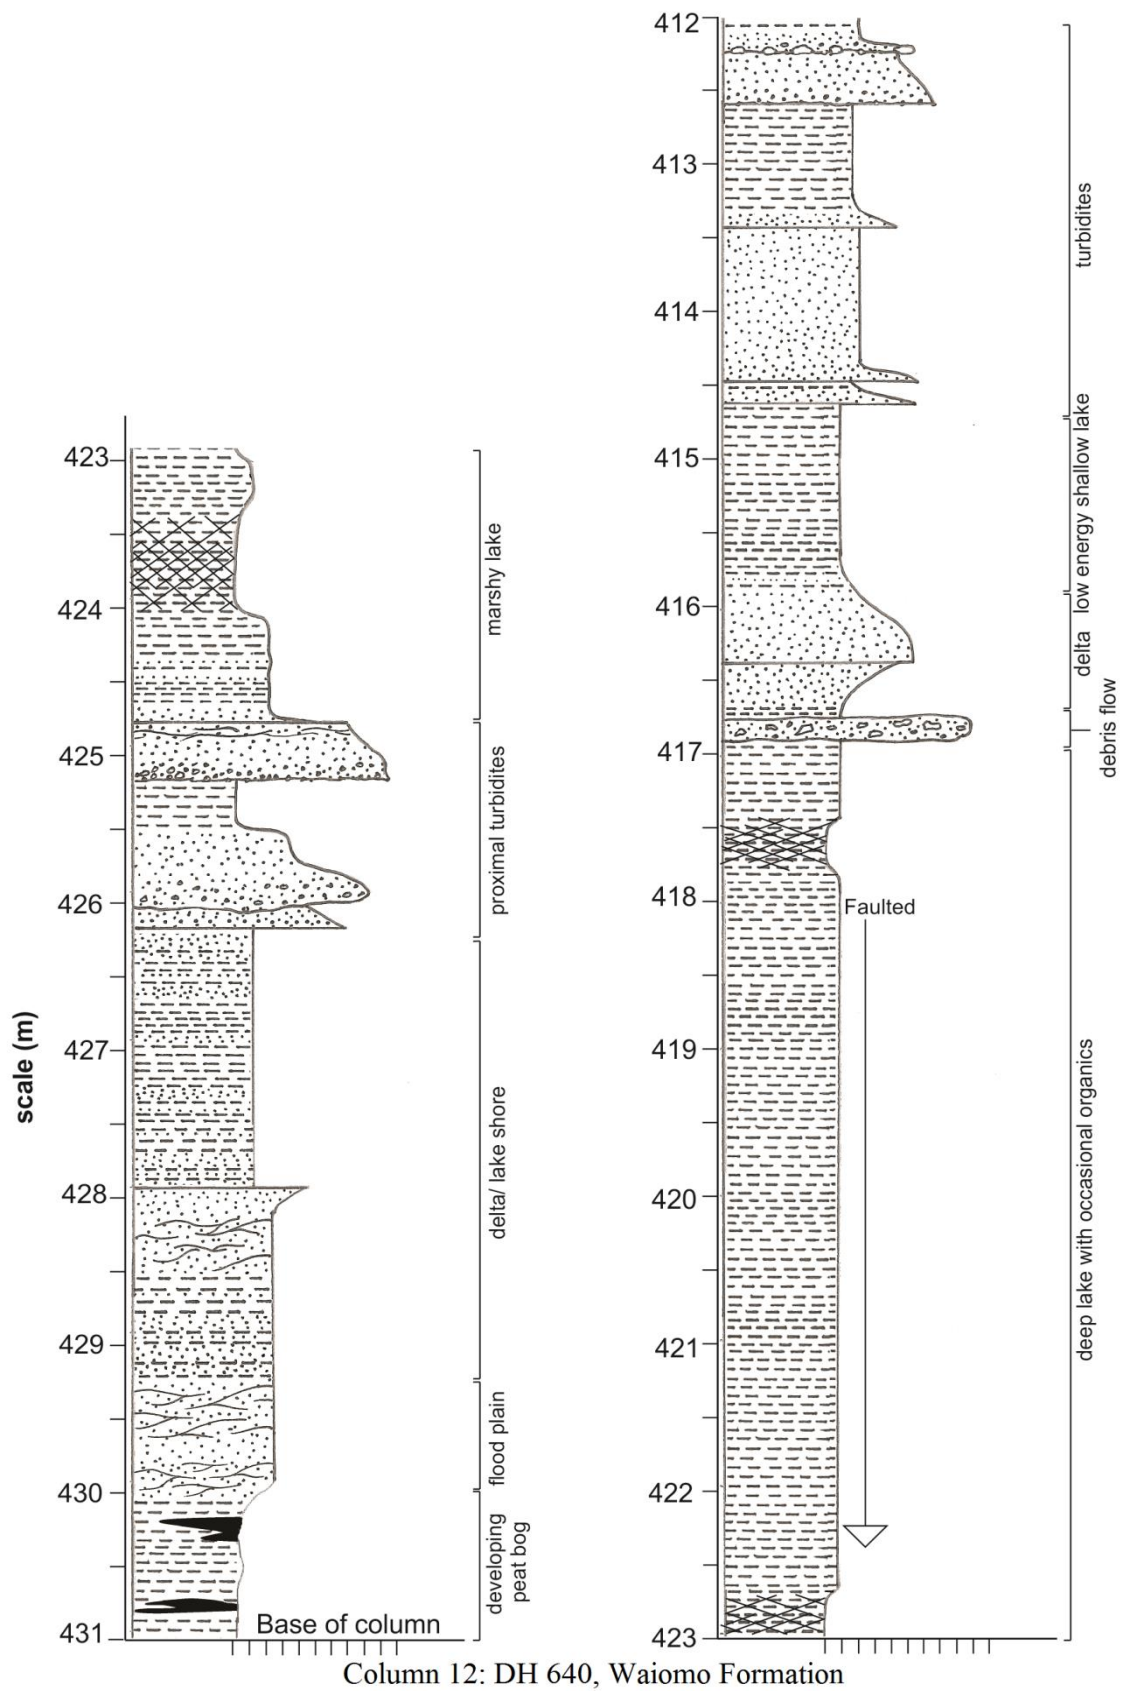 scale (m)
423
424
425
426
427
428
429
430
431
marshy lake
proximal turbidites
delta/ lake shore
flood plain
developing
peat bog
Base of column
412
413
414
415
416
417
418
419
420
421
422
423
Faulted
turbidites
low energy shallow lake
delta
debris flow
deep lake with occasional organics
Column 12: DH 640, Waiomo Formation